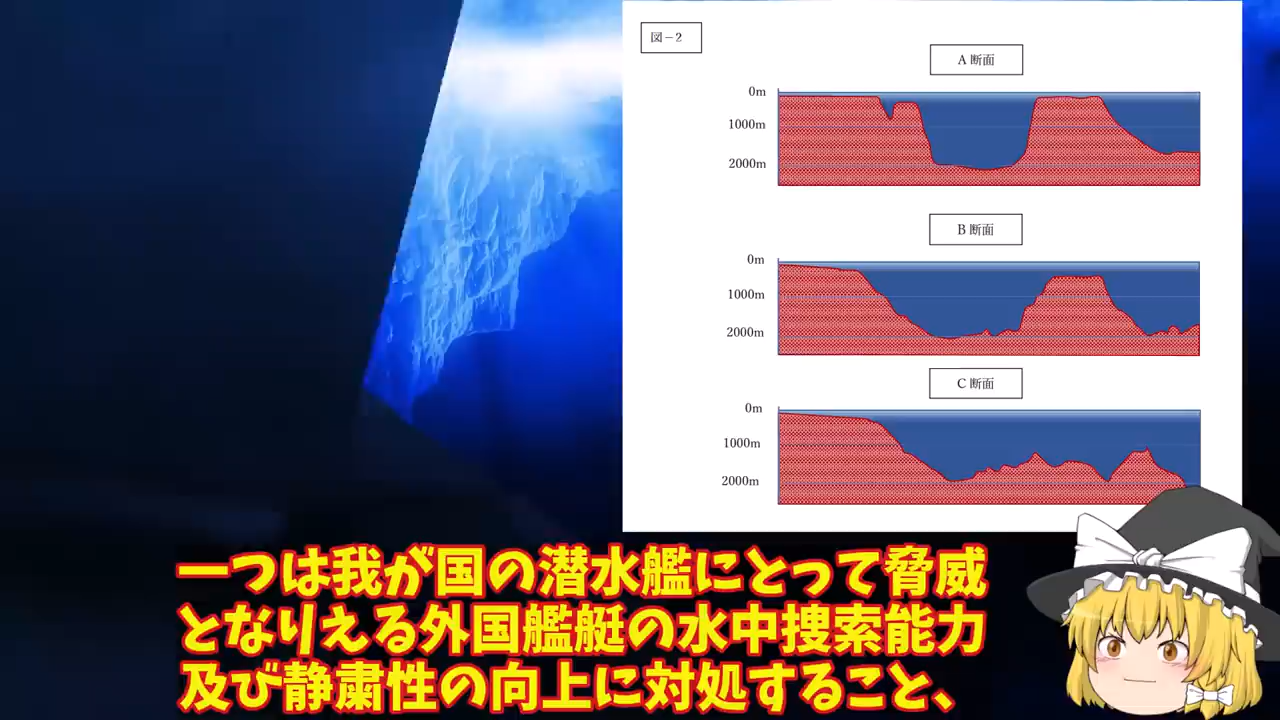 図－2
A 断面
0m
1000m
2000m
B 断面
0m
1000m
2000m
C 断面
0m
1000m
2000m
一つは我が国の潜水艦にとって脅威
となりえる外国艦艇の水中捜索能力
及び静粛性の向上に対処すること、